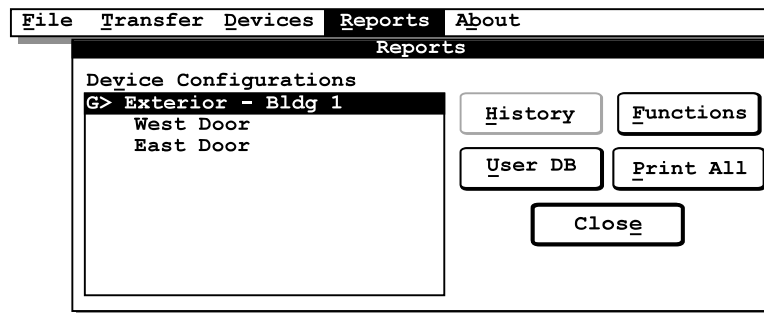 File Transfer Devices Reports About
Reports
Device Configurations
G> Exterior - Bldg 1
West Door
East Door
History Functions
User DB Print All
Close